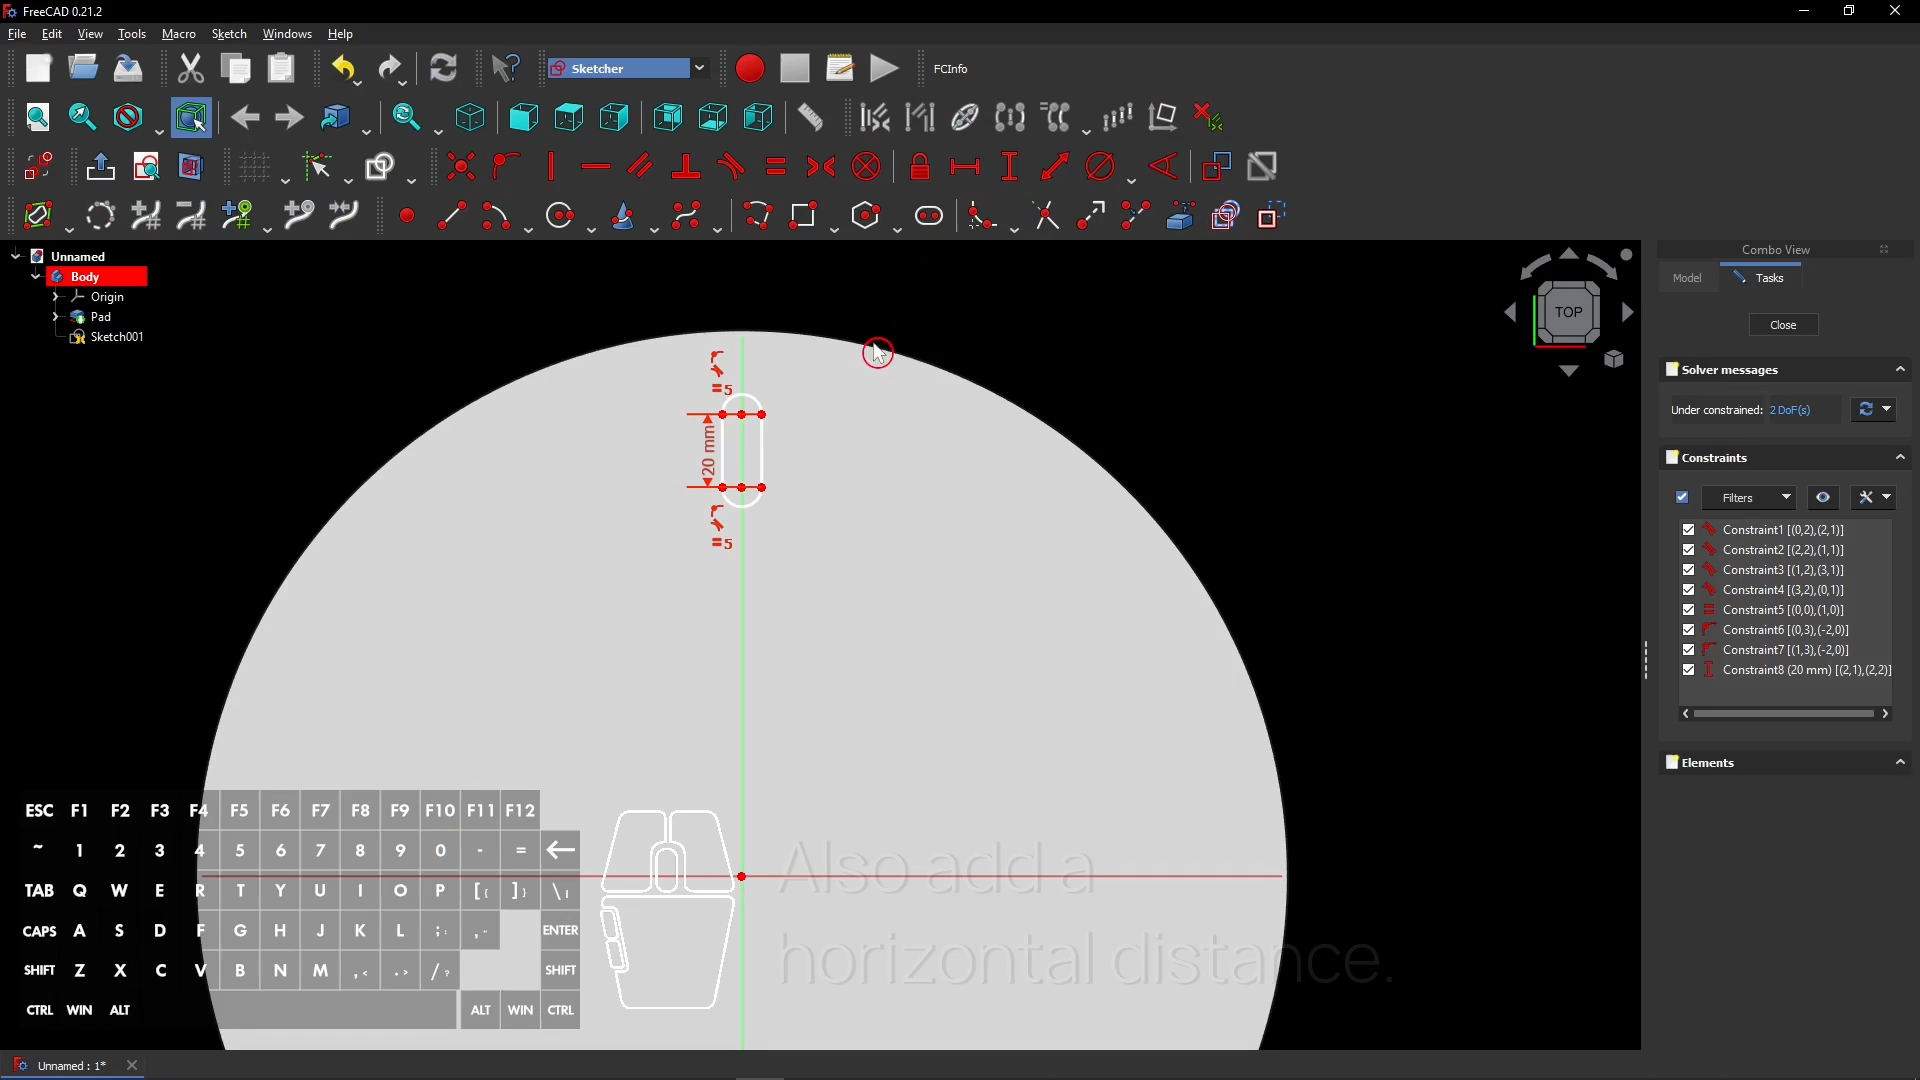 FreeCAD 0.21.2
File Edit View Tools Macro Sketch Windows Help
Sketcher
FCInfo
Unnamed
Body
Origin
Pad
Sketch001
TOP
Combo View
Model Tasks
Close
Solver messages
Under constrained: 2 DoF(s)
Constraints
Filters
Constraint1 [(0,2),(2,1)]
Constraint2 [(2,2),(1,1)]
Constraint3 [(1,2),(3,1)]
Constraint4 [(3,2),(0,1)]
Constraint5 [(0,0),(1,0)]
Constraint6 [(0,3),(-2,0)]
Constraint7 [(1,3),(-2,0)]
Constraint8 (20 mm) [(2,1),(2,2)]
Elements
=5
20 mm
=5
ESC F1 F2 F3 F4 F5 F6 F7 F8 F9 F10 F11 F12
~ 1 2 3 4 5 6 7 8 9 0 - = ←
TAB Q W E R T Y U I O P [{ ]} \|
CAPS A S D F G H J K L ;: ,. ENTER
SHIFT Z X C V B N M ,< .> /? SHIFT
CTRL WIN ALT ALT WIN CTRL
Also add a
horizontal distance.
Unnamed : 1*